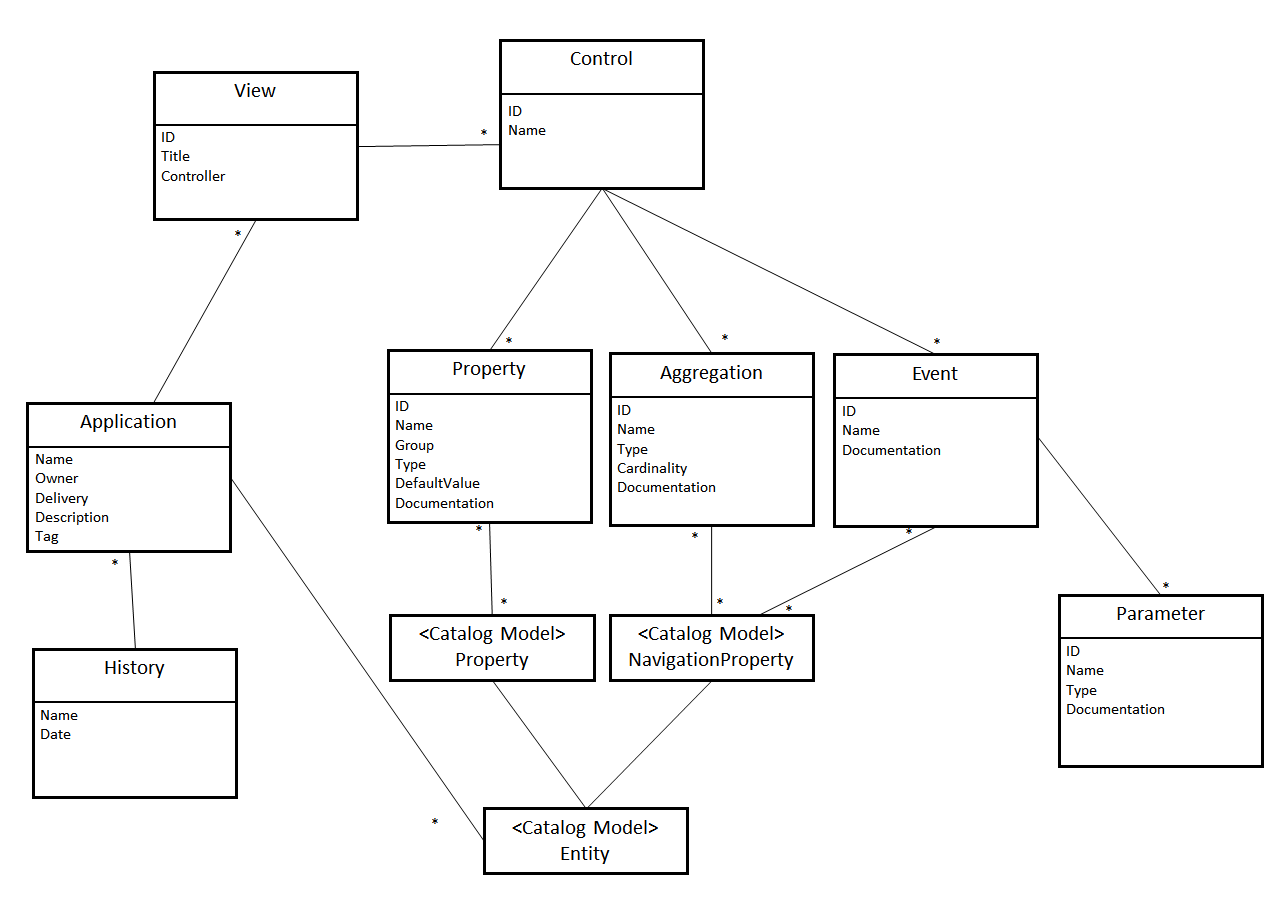 Control
ID
Name
*
View
ID
Title
Controller
*
*
*
*
Property
ID
Name
Group
Type
DefaultValue
Documentation
*
Aggregation
ID
Name
Type
Cardinality
Documentation
*
Event
ID
Name
Documentation
*
Application
Name
Owner
Delivery
Description
Tag
*
*
*
*
*
<Catalog Model>
Property
<Catalog Model>
NavigationProperty
Parameter
ID
Name
Type
Documentation
History
Name
Date
*
<Catalog Model>
Entity